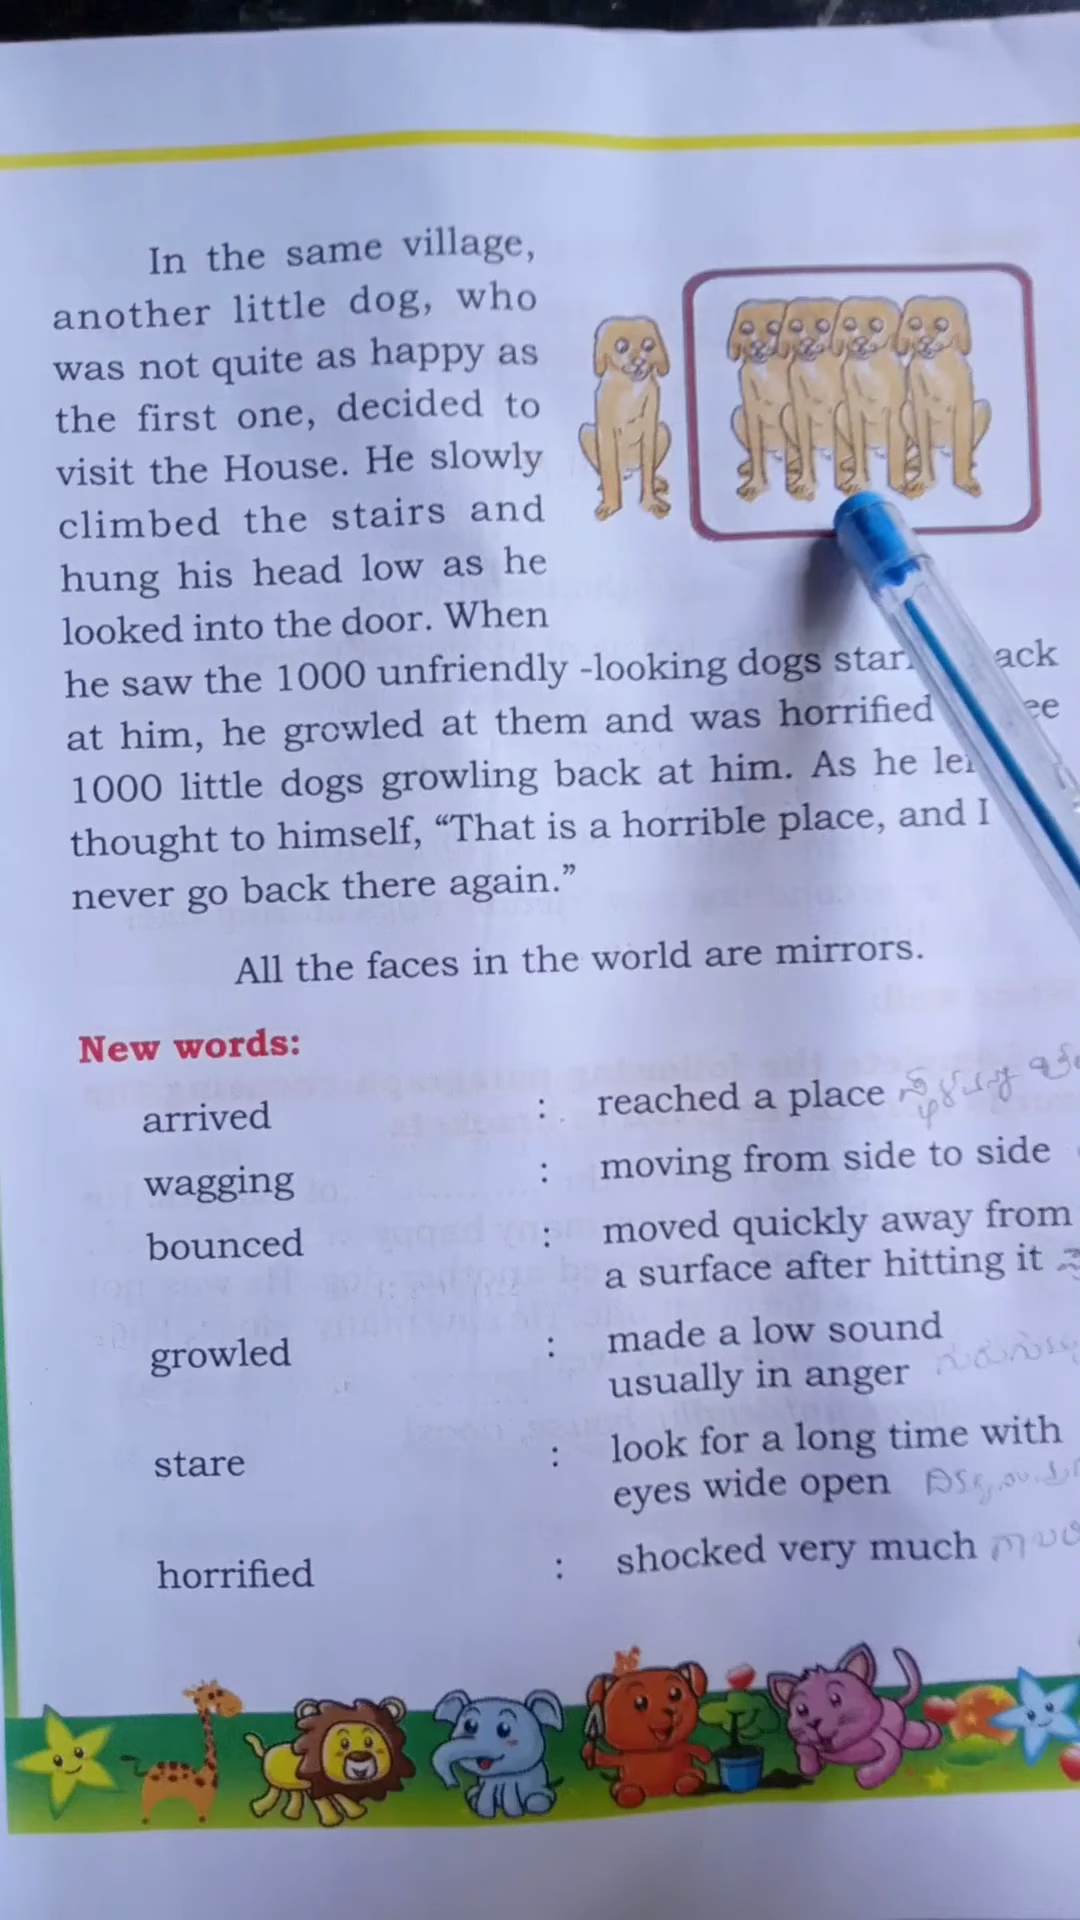 In the same village,
another little dog, who
was not quite as happy as
the first one, decided to
visit the House. He slowly
climbed the stairs and
hung his head low as he
looked into the door. When
he saw the 1000 unfriendly -looking dogs
at him, he growled at them and was horrified
1000 little dogs growling back at him. As he
thought to himself, “That is a horrible place, and I
never go back there again.”
All the faces in the world are mirrors.
New words:
arrived : reached a place
wagging : moving from side to side
bounced : moved quickly away from
a surface after hitting it
growled : made a low sound
usually in anger
stare : look for a long time with
eyes wide open
horrified : shocked very much